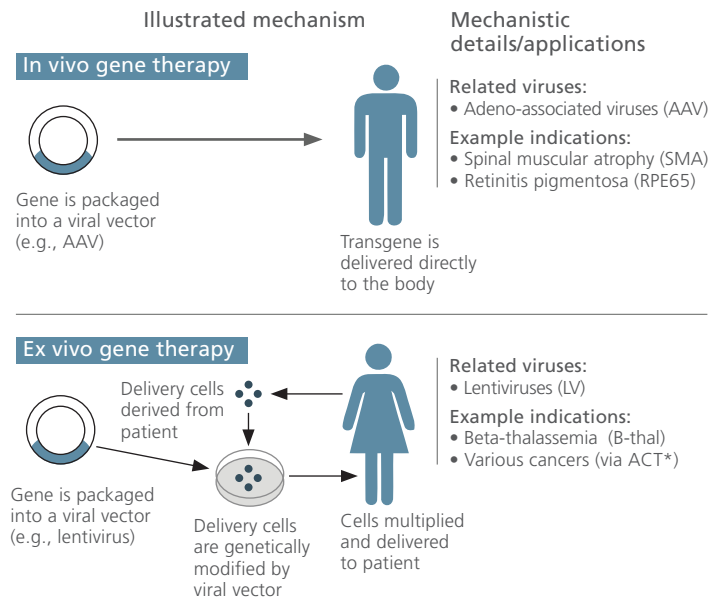 Illustrated mechanism
Mechanistic
details/applications
In vivo gene therapy
Gene is packaged
into a viral vector
(e.g., AAV)
Transgene is
delivered directly
to the body
Related viruses:
• Adeno-associated viruses (AAV)
Example indications:
• Spinal muscular atrophy (SMA)
• Retinitis pigmentosa (RPE65)
Ex vivo gene therapy
Delivery cells
derived from
patient
Gene is packaged
into a viral vector
(e.g., lentivirus)
Delivery cells
are genetically
modified by
viral vector
Cells multiplied
and delivered
to patient
Related viruses:
• Lentiviruses (LV)
Example indications:
• Beta-thalassemia (B-thal)
• Various cancers (via ACT*)